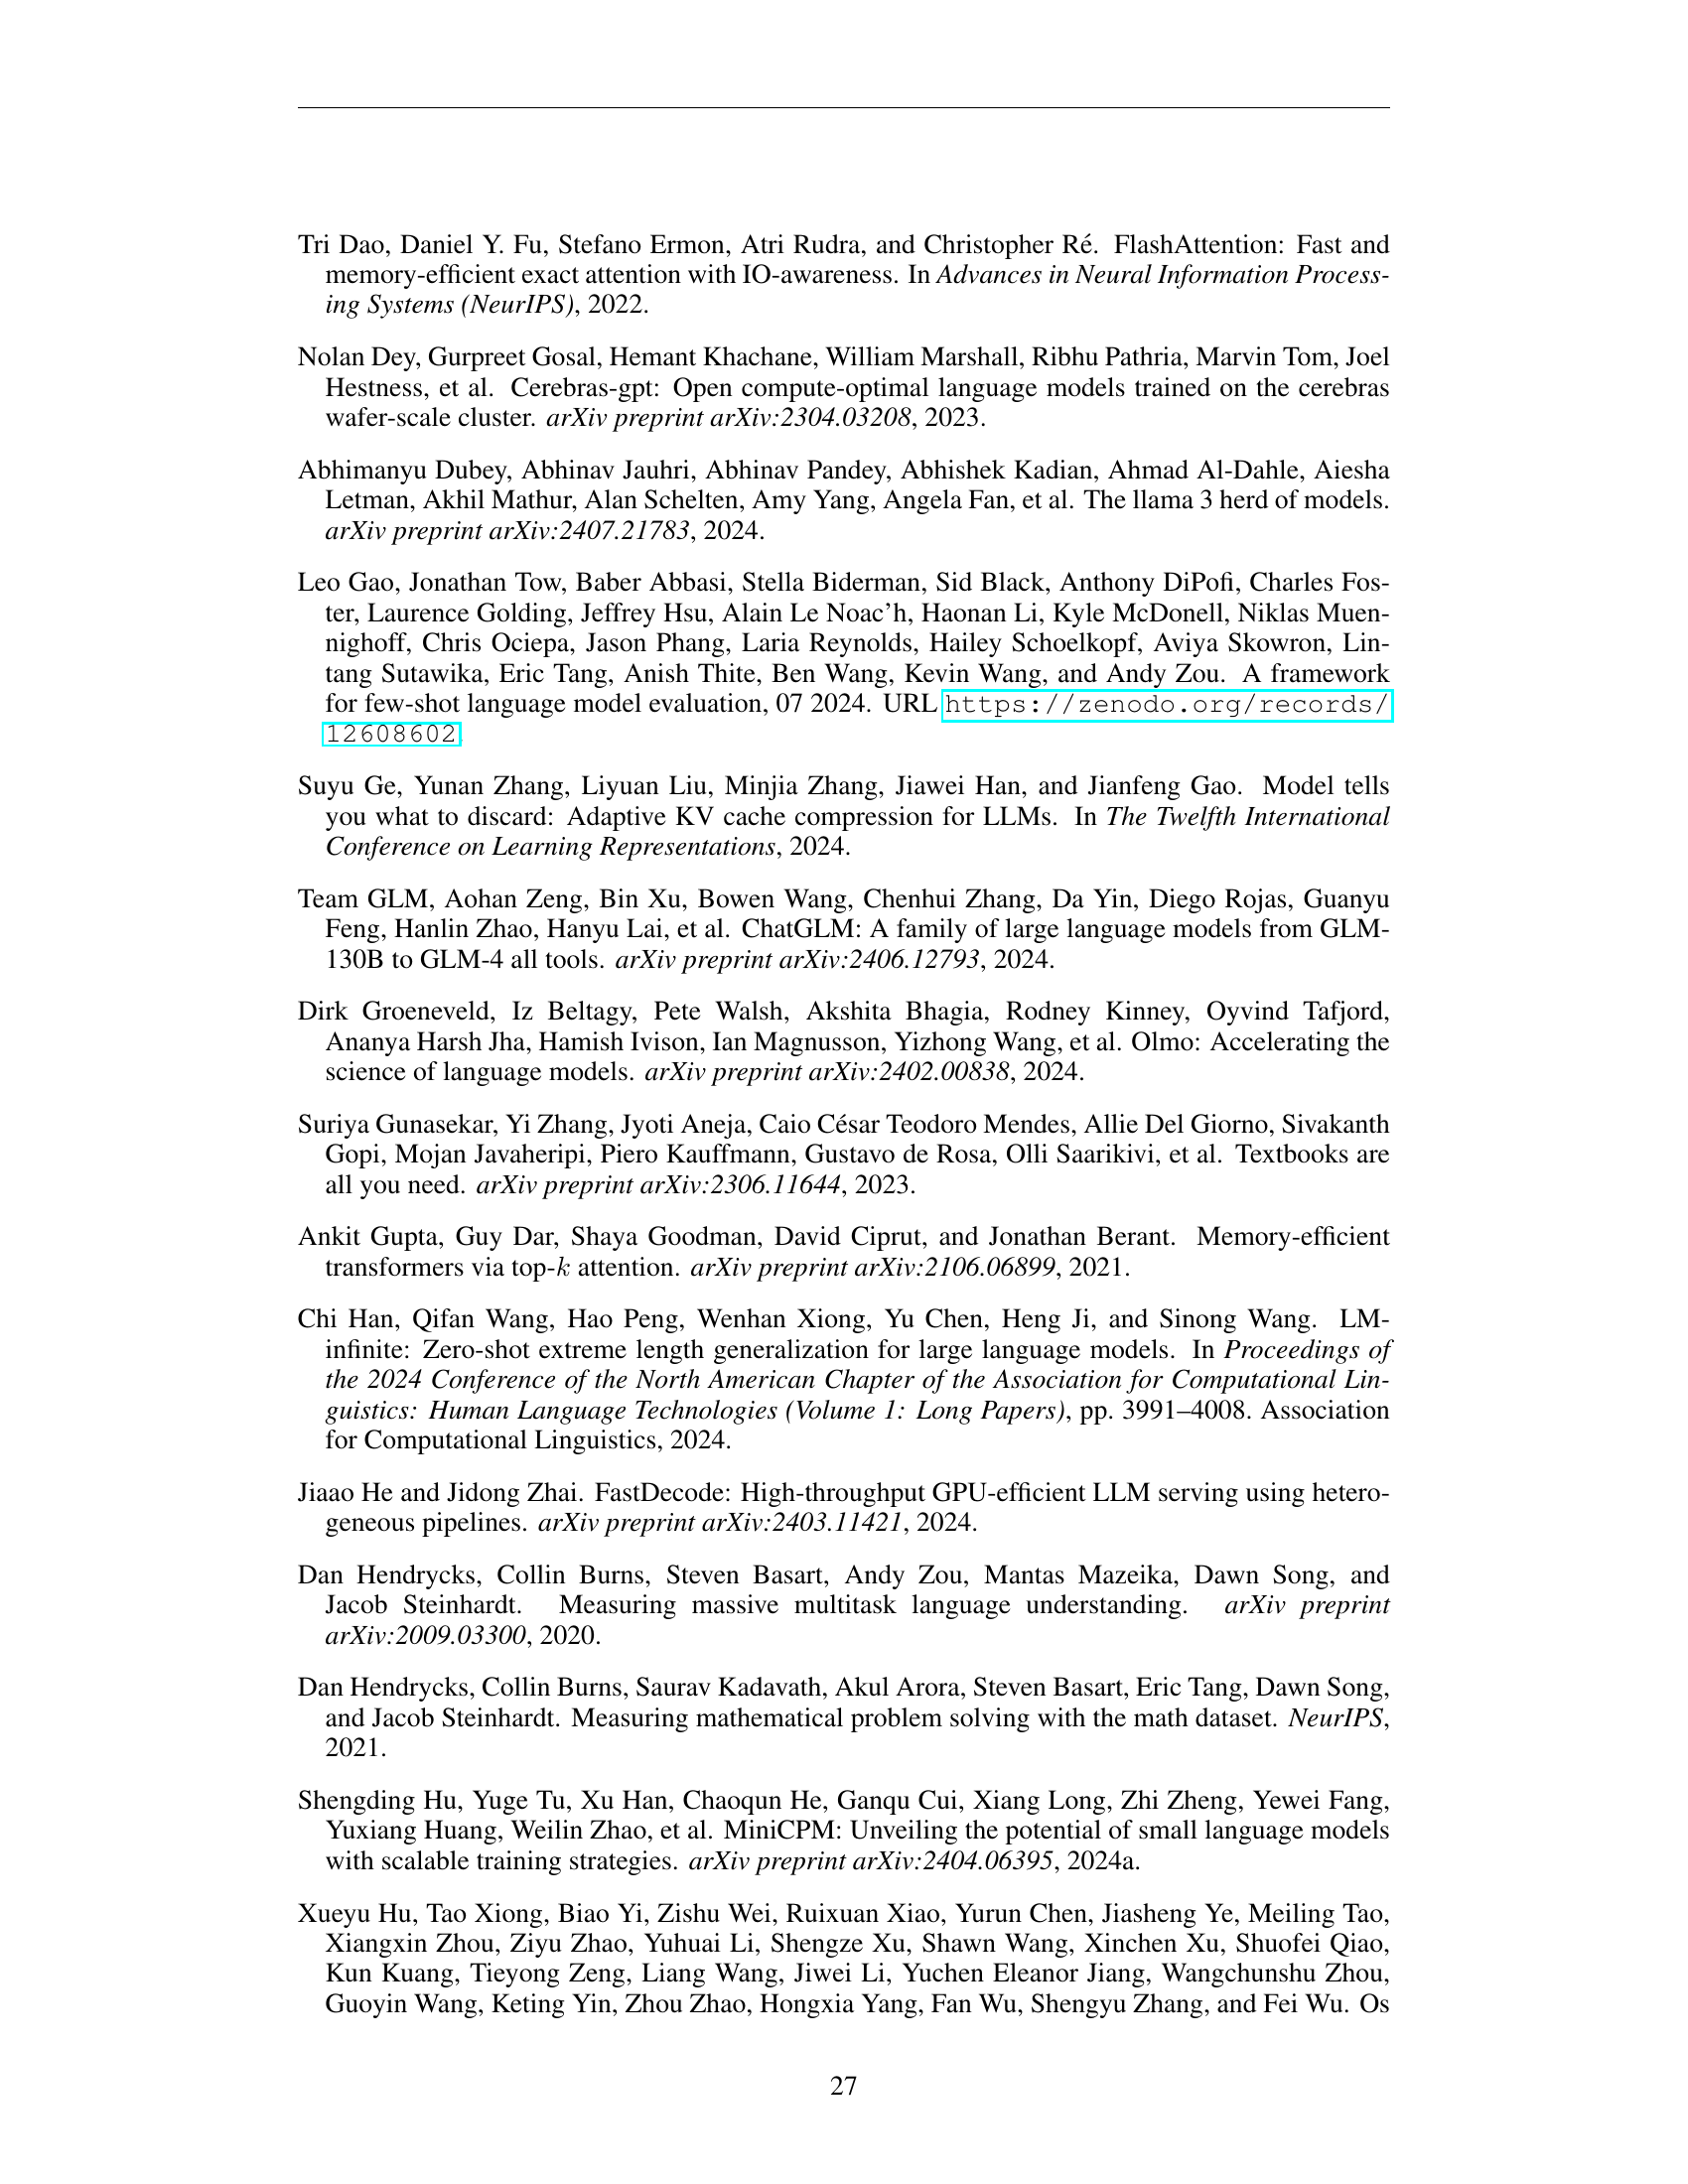 Tri Dao, Daniel Y. Fu, Stefano Ermon, Atri Rudra, and Christopher Ré. FlashAttention: Fast and
memory-efficient exact attention with IO-awareness. In Advances in Neural Information Process-
ing Systems (NeurIPS), 2022.
Nolan Dey, Gurpreet Gosal, Hemant Khachane, William Marshall, Ribhu Pathria, Marvin Tom, Joel
Hestness, et al. Cerebras-gpt: Open compute-optimal language models trained on the cerebras
wafer-scale cluster. arXiv preprint arXiv:2304.03208, 2023.
Abhimanyu Dubey, Abhinav Jauhri, Abhinav Pandey, Abhishek Kadian, Ahmad Al-Dahle, Aiesha
Letman, Akhil Mathur, Alan Schelten, Amy Yang, Angela Fan, et al. The llama 3 herd of models.
arXiv preprint arXiv:2407.21783, 2024.
Leo Gao, Jonathan Tow, Baber Abbasi, Stella Biderman, Sid Black, Anthony DiPofi, Charles Fos-
ter, Laurence Golding, Jeffrey Hsu, Alain Le Noac'h, Haonan Li, Kyle McDonell, Niklas Muen-
nighoff, Chris Ociepa, Jason Phang, Laria Reynolds, Hailey Schoelkopf, Aviya Skowron, Lin-
tang Sutawika, Eric Tang, Anish Thite, Ben Wang, Kevin Wang, and Andy Zou. A framework
for few-shot language model evaluation, 07 2024. URL https://zenodo.org/records/
12608602
Suyu Ge, Yunan Zhang, Liyuan Liu, Minjia Zhang, Jiawei Han, and Jianfeng Gao. Model tells
you what to discard: Adaptive KV cache compression for LLMs. In The Twelfth International
Conference on Learning Representations, 2024.
Team GLM, Aohan Zeng, Bin Xu, Bowen Wang, Chenhui Zhang, Da Yin, Diego Rojas, Guanyu
Feng, Hanlin Zhao, Hanyu Lai, et al. ChatGLM: A family of large language models from GLM-
130B to GLM-4 all tools. arXiv preprint arXiv:2406.12793, 2024.
Dirk Groeneveld, Iz Beltagy, Pete Walsh, Akshita Bhagia, Rodney Kinney, Oyvind Tafjord,
Ananya Harsh Jha, Hamish Ivison, Ian Magnusson, Yizhong Wang, et al. Olmo: Accelerating the
science of language models. arXiv preprint arXiv:2402.00838, 2024.
Suriya Gunasekar, Yi Zhang, Jyoti Aneja, Caio César Teodoro Mendes, Allie Del Giorno, Sivakanth
Gopi, Mojan Javaheripi, Piero Kauffmann, Gustavo de Rosa, Olli Saarikivi, et al. Textbooks are
all you need. arXiv preprint arXiv:2306.11644, 2023.
Ankit Gupta, Guy Dar, Shaya Goodman, David Ciprut, and Jonathan Berant. Memory-efficient
transformers via top-k attention. arXiv preprint arXiv:2106.06899, 2021.
Chi Han, Qifan Wang, Hao Peng, Wenhan Xiong, Yu Chen, Heng Ji, and Sinong Wang. LM-
infinite: Zero-shot extreme length generalization for large language models. In Proceedings of
the 2024 Conference of the North American Chapter of the Association for Computational Lin-
guistics: Human Language Technologies (Volume 1: Long Papers), pp. 3991–4008. Association
for Computational Linguistics, 2024.
Jiaao He and Jidong Zhai. FastDecode: High-throughput GPU-efficient LLM serving using hetero-
geneous pipelines. arXiv preprint arXiv:2403.11421, 2024.
Dan Hendrycks, Collin Burns, Steven Basart, Andy Zou, Mantas Mazeika, Dawn Song, and
Jacob Steinhardt. Measuring massive multitask language understanding. arXiv preprint
arXiv:2009.03300, 2020.
Dan Hendrycks, Collin Burns, Saurav Kadavath, Akul Arora, Steven Basart, Eric Tang, Dawn Song,
and Jacob Steinhardt. Measuring mathematical problem solving with the math dataset. NeurIPS,
2021.
Shengding Hu, Yuge Tu, Xu Han, Chaoqun He, Ganqu Cui, Xiang Long, Zhi Zheng, Yewei Fang,
Yuxiang Huang, Weilin Zhao, et al. MiniCPM: Unveiling the potential of small language models
with scalable training strategies. arXiv preprint arXiv:2404.06395, 2024a.
Xueyu Hu, Tao Xiong, Biao Yi, Zishu Wei, Ruixuan Xiao, Yurun Chen, Jiasheng Ye, Meiling Tao,
Xiangxin Zhou, Ziyu Zhao, Yuhuai Li, Shengze Xu, Shawn Wang, Xinchen Xu, Shuofei Qiao,
Kun Kuang, Tieyong Zeng, Liang Wang, Jiwei Li, Yuchen Eleanor Jiang, Wangchunshu Zhou,
Guoyin Wang, Keting Yin, Zhou Zhao, Hongxia Yang, Fan Wu, Shengyu Zhang, and Fei Wu. Os
27